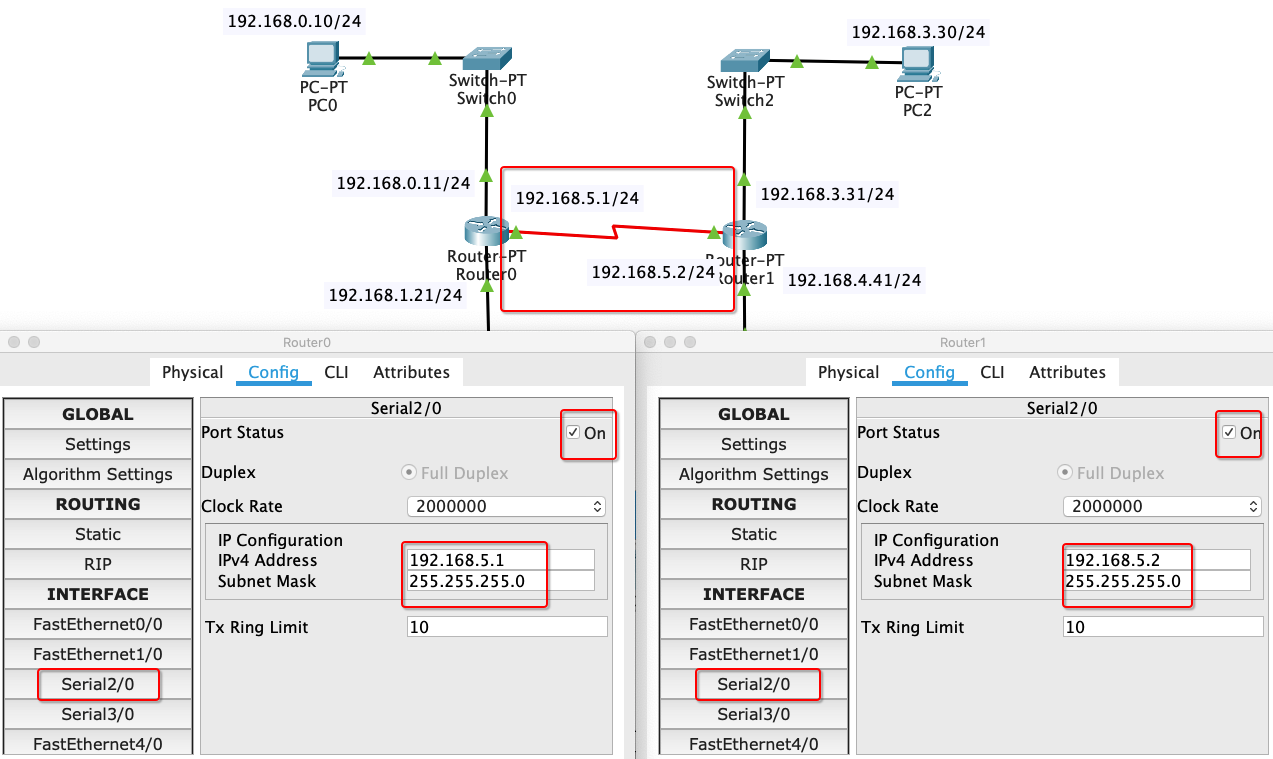 192.168.0.10/24
192.168.3.30/24
PC-PT
PC0
Switch-PT
Switch0
Switch-PT
Switch2
PC-PT
PC2
192.168.0.11/24
192.168.5.1/24
192.168.3.31/24
Router-PT
Router0
192.168.5.2/24
Router-PT
Router1
192.168.1.21/24
192.168.4.41/24
Router0
Physical Config CLI Attributes
GLOBAL
Settings
Algorithm Settings
ROUTING
Static
RIP
INTERFACE
FastEthernet0/0
FastEthernet1/0
Serial2/0
Serial3/0
FastEthernet4/0
Serial2/0
Port Status On
Duplex Full Duplex
Clock Rate 2000000
IP Configuration
IPv4 Address 192.168.5.1
Subnet Mask 255.255.255.0
Tx Ring Limit 10
Router1
Physical Config CLI Attributes
GLOBAL
Settings
Algorithm Settings
ROUTING
Static
RIP
INTERFACE
FastEthernet0/0
FastEthernet1/0
Serial2/0
Serial3/0
FastEthernet4/0
Serial2/0
Port Status On
Duplex Full Duplex
Clock Rate 2000000
IP Configuration
IPv4 Address 192.168.5.2
Subnet Mask 255.255.255.0
Tx Ring Limit 10